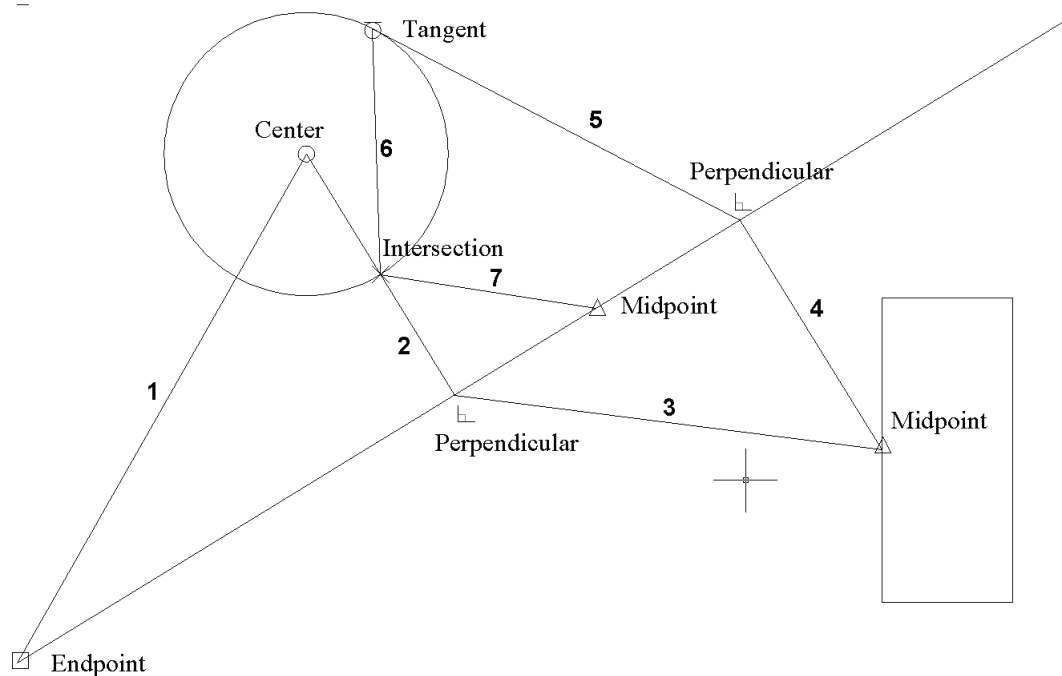 Tangent
5
Center
6
Perpendicular
Intersection
7
Midpoint
4
2
1
3
Midpoint
Perpendicular
Endpoint